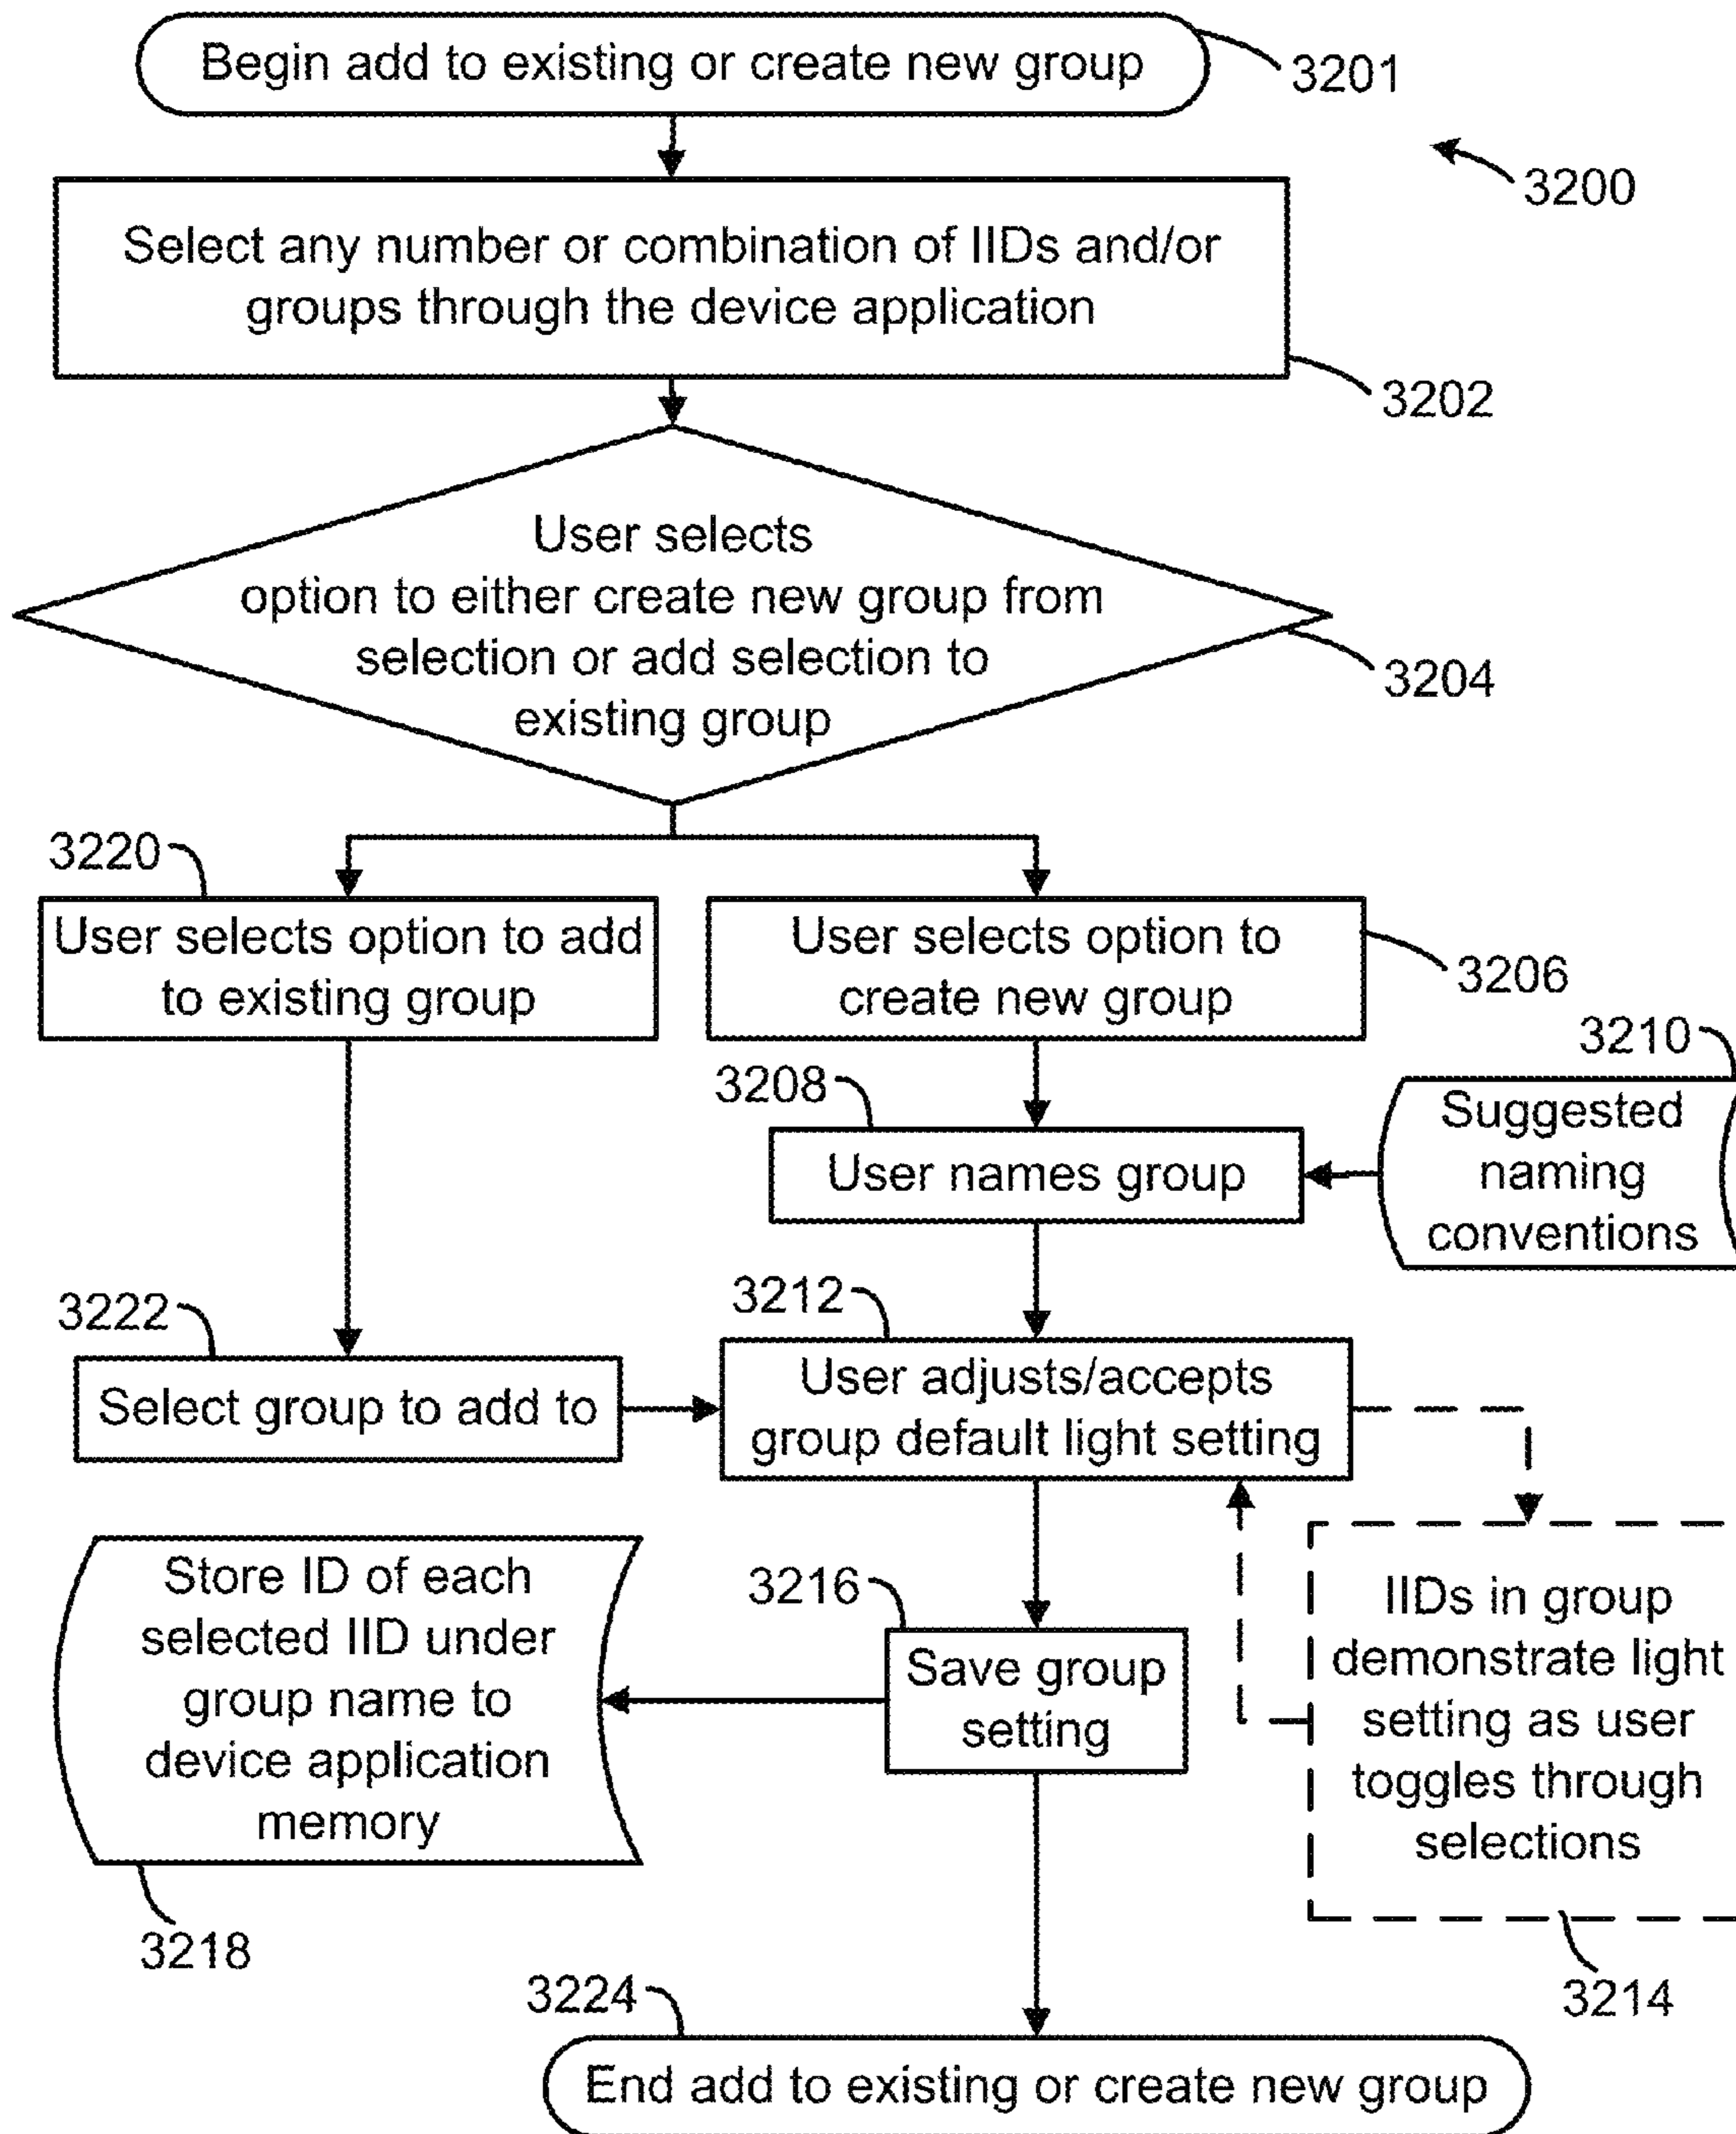 Begin add to existing or create new group
3201
3200
Select any number or combination of IIDs and/or
groups through the device application
3202
User selects
option to either create new group from
selection or add selection to
existing group
3204
3220
User selects option to add
to existing group
User selects option to
create new group
3206
3210
3208
User names group
Suggested
naming
conventions
3222
Select group to add to
3212
User adjusts/accepts
group default light setting
Store ID of each
selected IID under
group name to
device application
memory
3218
3216
Save group
setting
IIDs in group
demonstrate light
setting as user
toggles through
selections
3214
3224
End add to existing or create new group